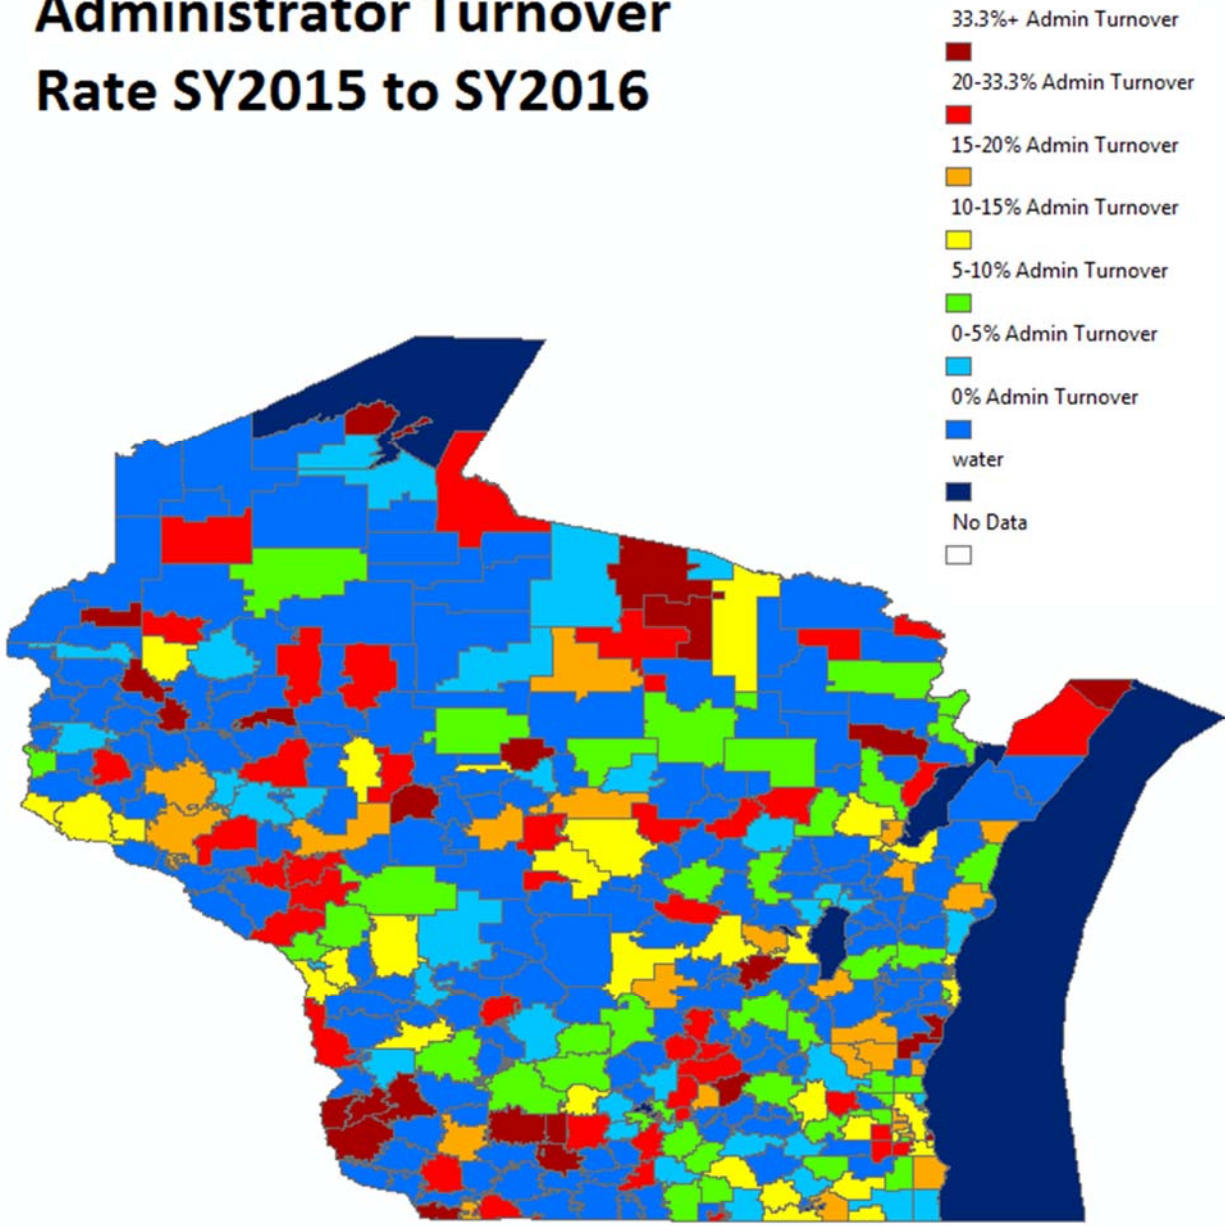 Administrator Turnover
Rate SY2015 to SY2016
33.3%+ Admin Turnover
20-33.3% Admin Turnover
15-20% Admin Turnover
10-15% Admin Turnover
5-10% Admin Turnover
0-5% Admin Turnover
0% Admin Turnover
water
No Data